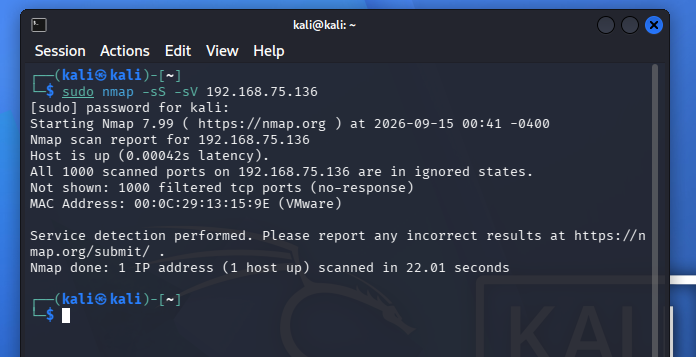 kali@kali: ~
Session Actions Edit View Help
┌──(kali㉿kali)-[~]
└─$ sudo nmap -sS -sV 192.168.75.136
[sudo] password for kali:
Starting Nmap 7.99 ( https://nmap.org ) at 2026-09-15 00:41 -0400
Nmap scan report for 192.168.75.136
Host is up (0.00042s latency).
All 1000 scanned ports on 192.168.75.136 are in ignored states.
Not shown: 1000 filtered tcp ports (no-response)
MAC Address: 00:0C:29:13:15:9E (VMware)

Service detection performed. Please report any incorrect results at https://n
map.org/submit/ .
Nmap done: 1 IP address (1 host up) scanned in 22.01 seconds

┌──(kali㉿kali)-[~]
└─$
KALI